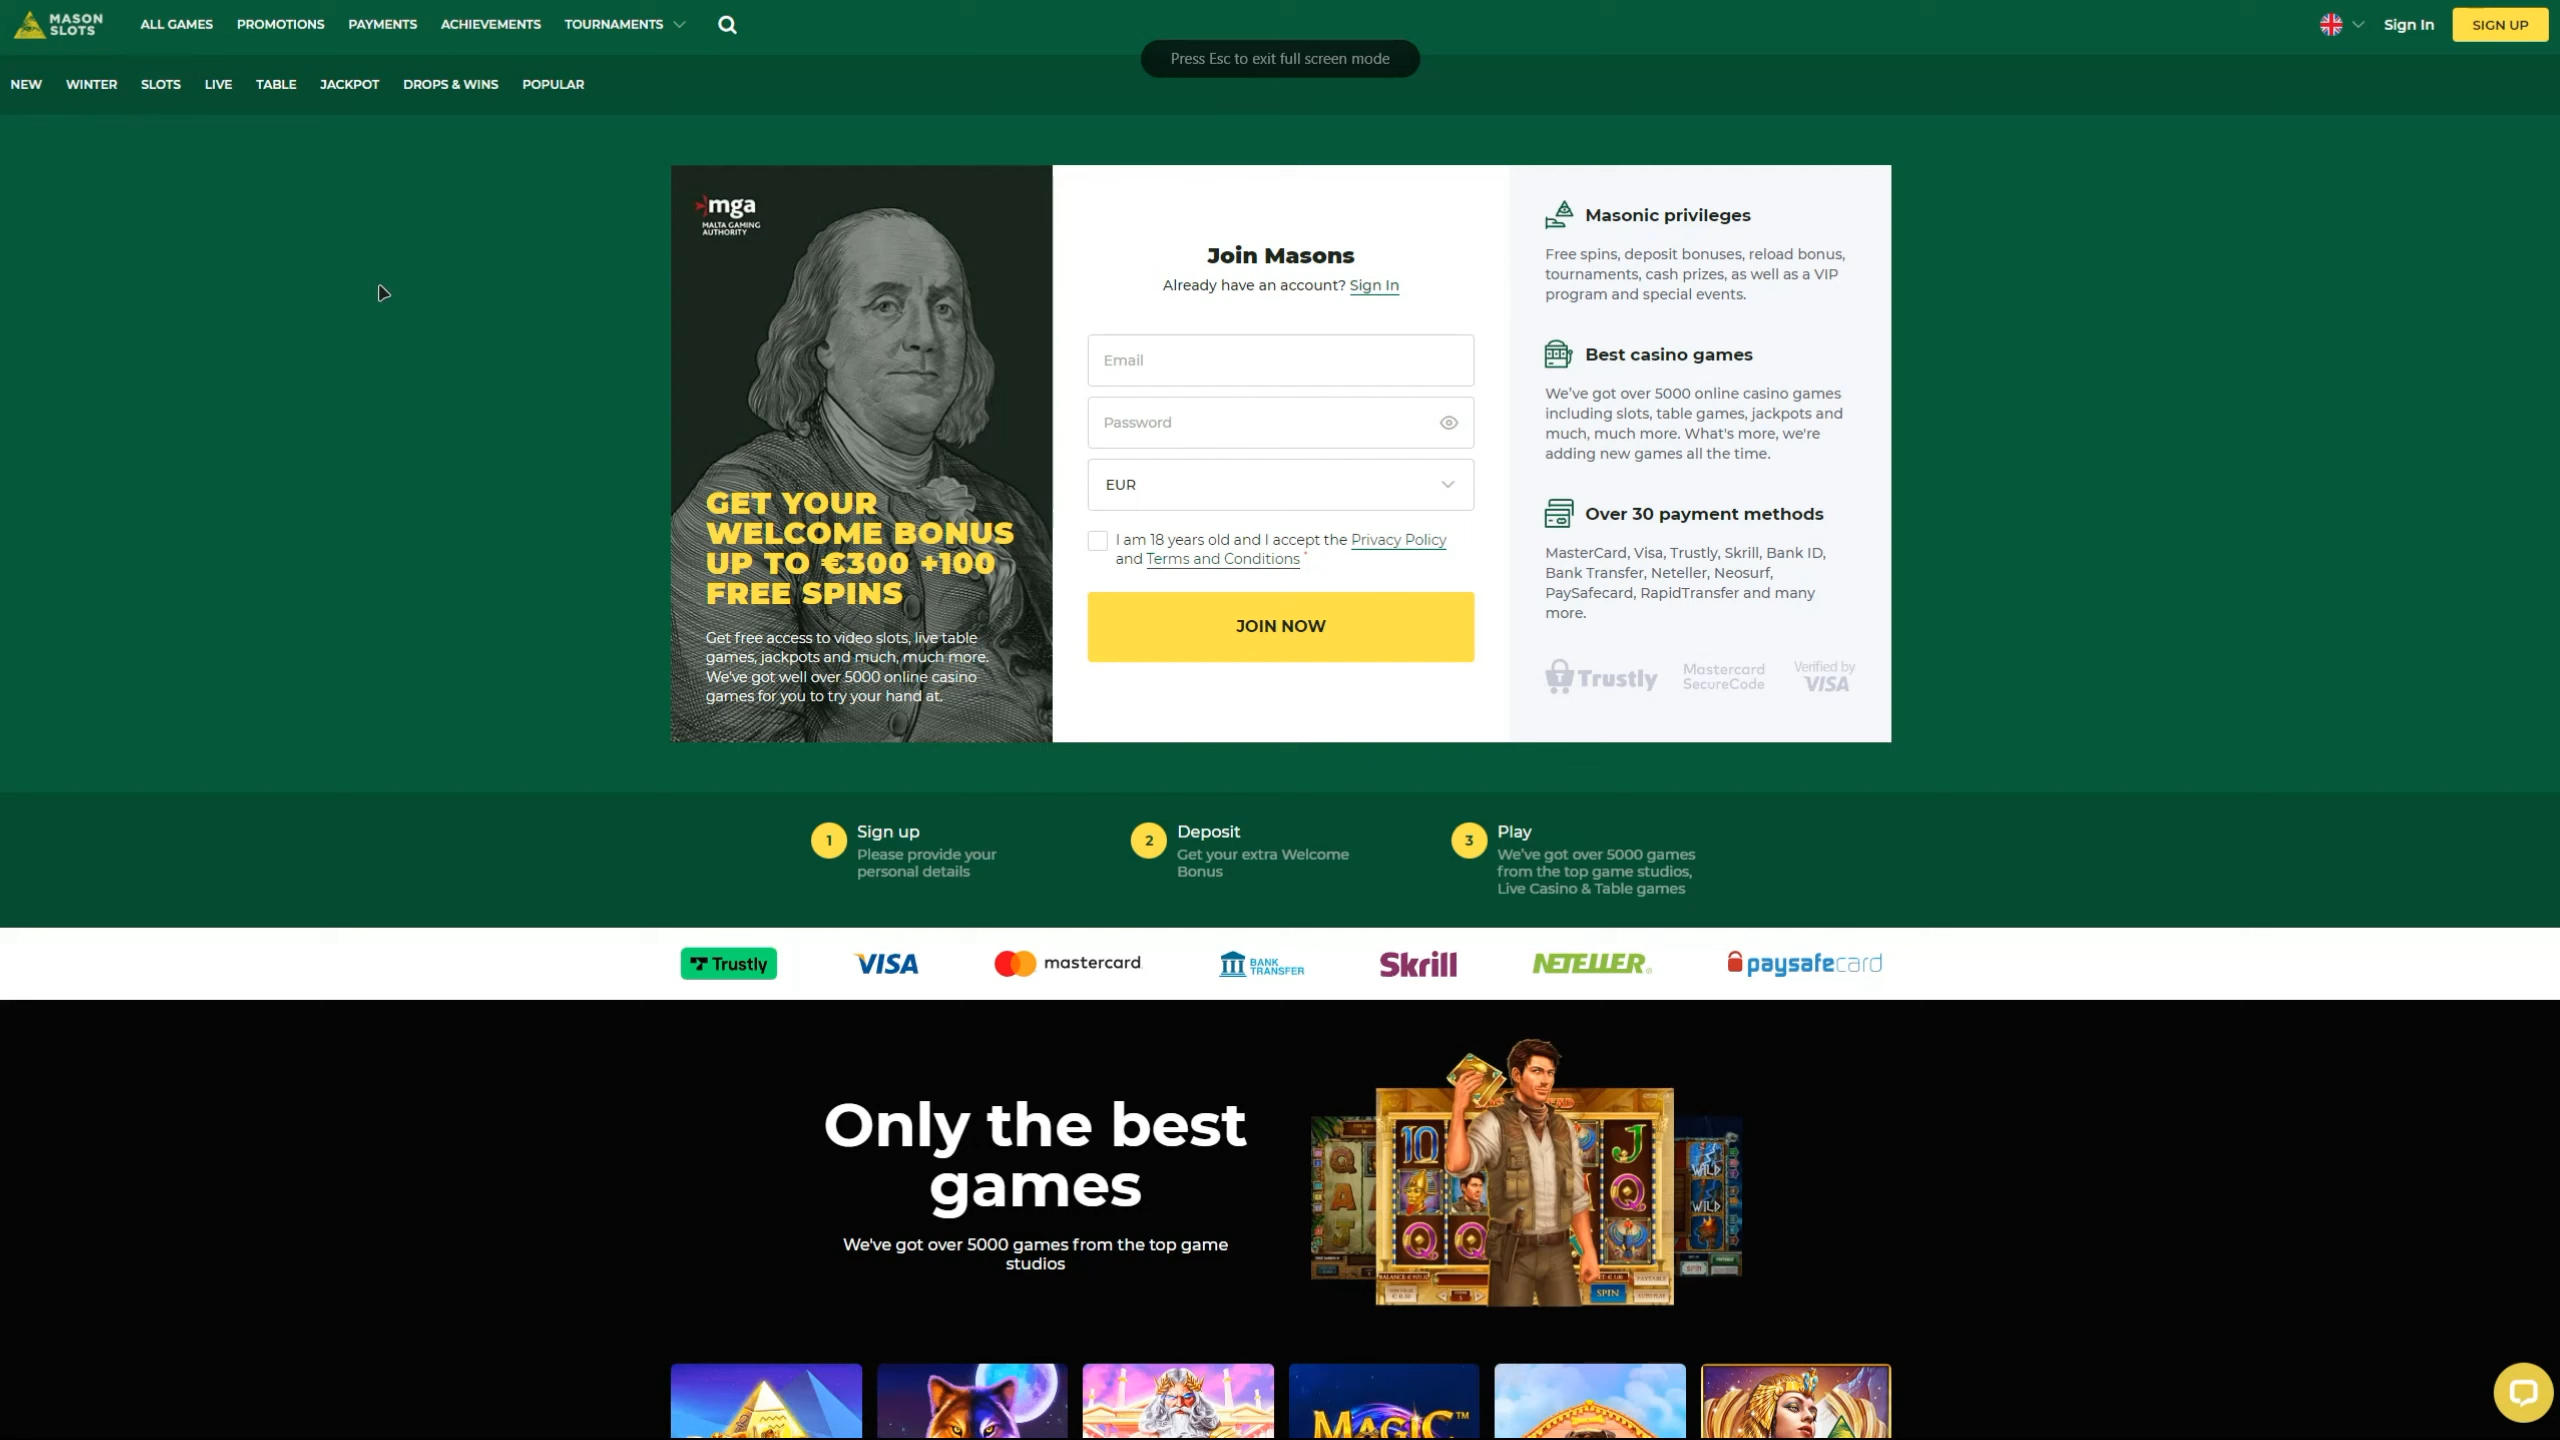 MASON
SLOTS
ALL GAMES
PROMOTIONS
PAYMENTS
ACHIEVEMENTS
TOURNAMENTS
Sign In
SIGN UP
Press Esc to exit full screen mode
NEW
WINTER
SLOTS
LIVE
TABLE
JACKPOT
DROPS & WINS
POPULAR
mga
MALTA GAMING
AUTHORITY
GET YOUR
WELCOME BONUS
UP TO €300 +100
FREE SPINS
Get free access to video slots, live table
games, jackpots and much, much more.
We've got well over 5000 online casino
games for you to try your hand at.
Join Masons
Already have an account? Sign In
Email
Password
EUR
I am 18 years old and I accept the Privacy Policy
and Terms and Conditions *
JOIN NOW
Masonic privileges
Free spins, deposit bonuses, reload bonus,
tournaments, cash prizes, as well as a VIP
program and special events.
Best casino games
We've got over 5000 online casino games
including slots, table games, jackpots and
much, much more. What's more, we're
adding new games all the time.
Over 30 payment methods
MasterCard, Visa, Trustly, Skrill, Bank ID,
Bank Transfer, Neteller, Neosurf,
PaySafecard, RapidTransfer and many
more.
Trustly
Mastercard
SecureCode
Verified by
VISA
1
Sign up
Please provide your
personal details
2
Deposit
Get your extra Welcome
Bonus
3
Play
We've got over 5000 games
from the top game studios,
Live Casino & Table games
Trustly
VISA
mastercard
BANK
TRANSFER
Skrill
NETELLER
paysafecard
Only the best
games
We've got over 5000 games from the top game
studios
10
J
Q
Q
Q
Q
A
J
WILD
WILD
SPIN
PAYTABLE
AUTOPLAY
SPIN
MAGIC™